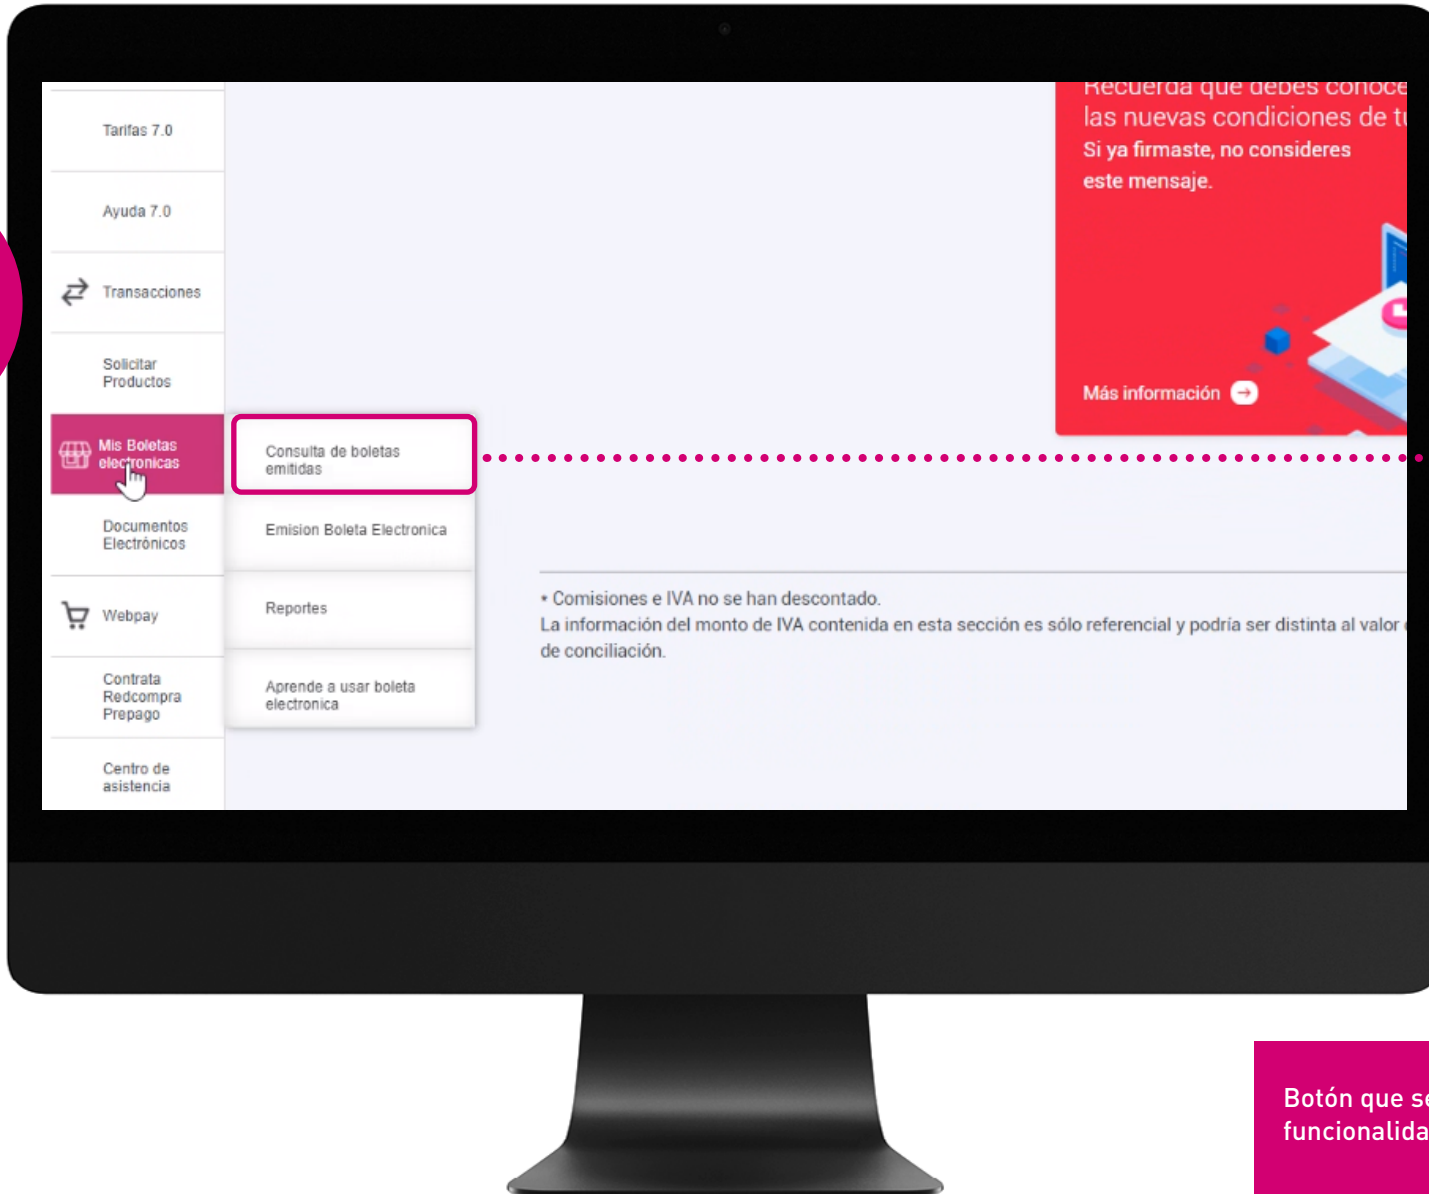 Recuerda que debes conoce
las nuevas condiciones de
Si ya firmaste, no consideres
este mensaje.
Más información
Tarifas 7.0
Ayuda 7.0
Transacciones
Solicitar
Productos
Mis Boletas
electronicas
Documentos
Electrónicos
Webpay
Contrata
Redcompra
Prepago
Centro de
asistencia
Consulta de boletas
emitidas
Emision Boleta Electronica
Reportes
Aprende a usar boleta
electronica
* Comisiones e IVA no se han descontado.
La información del monto de IVA contenida en esta sección es sólo referencial y podría ser distinta al valor
de conciliación.
Botón que se
funcionalida